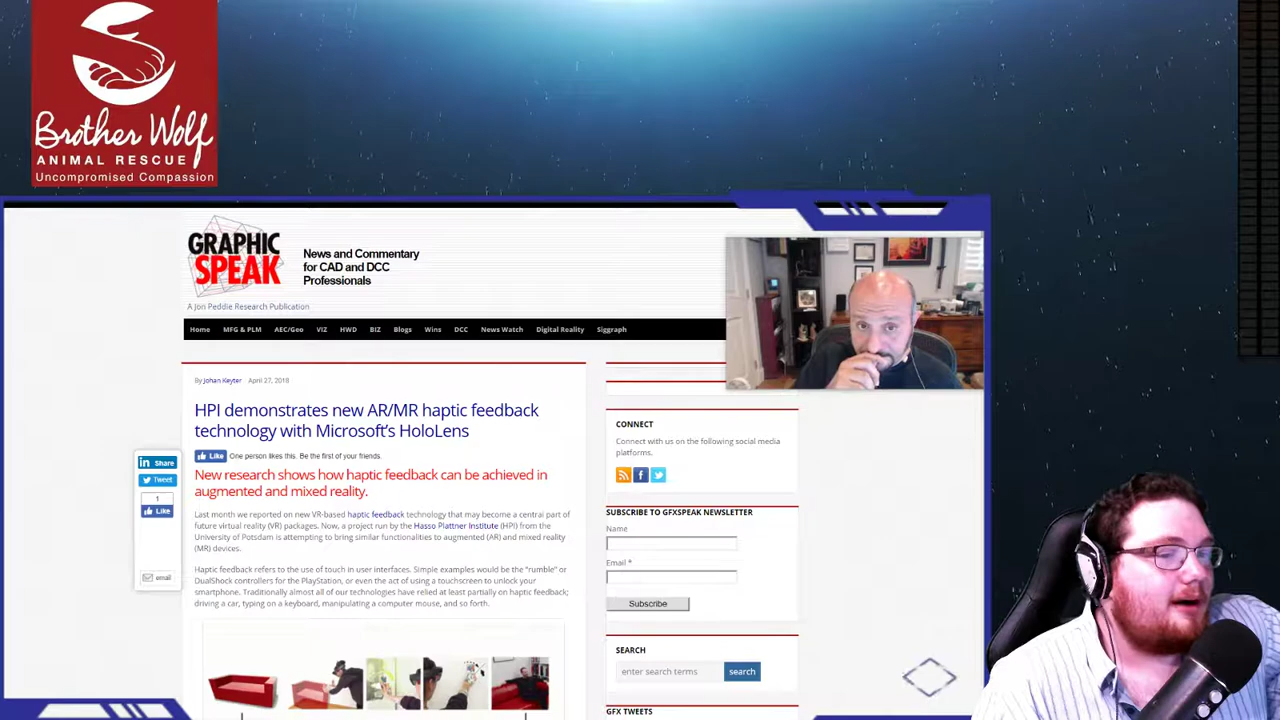 Brother Wolf
ANIMAL RESCUE
Uncompromised Compassion
GRAPHIC
SPEAK
News and Commentary
for CAD and DCC
Professionals
A Jon Peddie Research Publication
Home MFG & PLM AEC/Geo VIZ HWD BIZ Blogs Wins DCC News Watch Digital Reality Siggraph
By Johan Keyter April 27, 2018
HPI demonstrates new AR/MR haptic feedback
technology with Microsoft's HoloLens
Like One person likes this. Be the first of your friends.
New research shows how haptic feedback can be achieved in
augmented and mixed reality.
Last month we reported on new VR-based haptic feedback technology that may become a central part of
future virtual reality (VR) packages. Now, a project run by the Hasso Plattner Institute (HPI) from the
University of Potsdam is attempting to bring similar functionalities to augmented (AR) and mixed reality
(MR) devices.
Haptic feedback refers to the use of touch in user interfaces. Simple examples would be the "rumble" or
DualShock controllers for the PlayStation, or even the act of using a touchscreen to unlock your
smartphone. Traditionally almost all of our technologies have relied at least partially on haptic feedback;
driving a car, typing on a keyboard, manipulating a computer mouse, and so forth.
in Share
Tweet
1
Like
email
CONNECT
Connect with us on the following social media
platforms.
SUBSCRIBE TO GFXSPEAK NEWSLETTER
Name
Email *
Subscribe
SEARCH
enter search terms search
GFX TWEETS